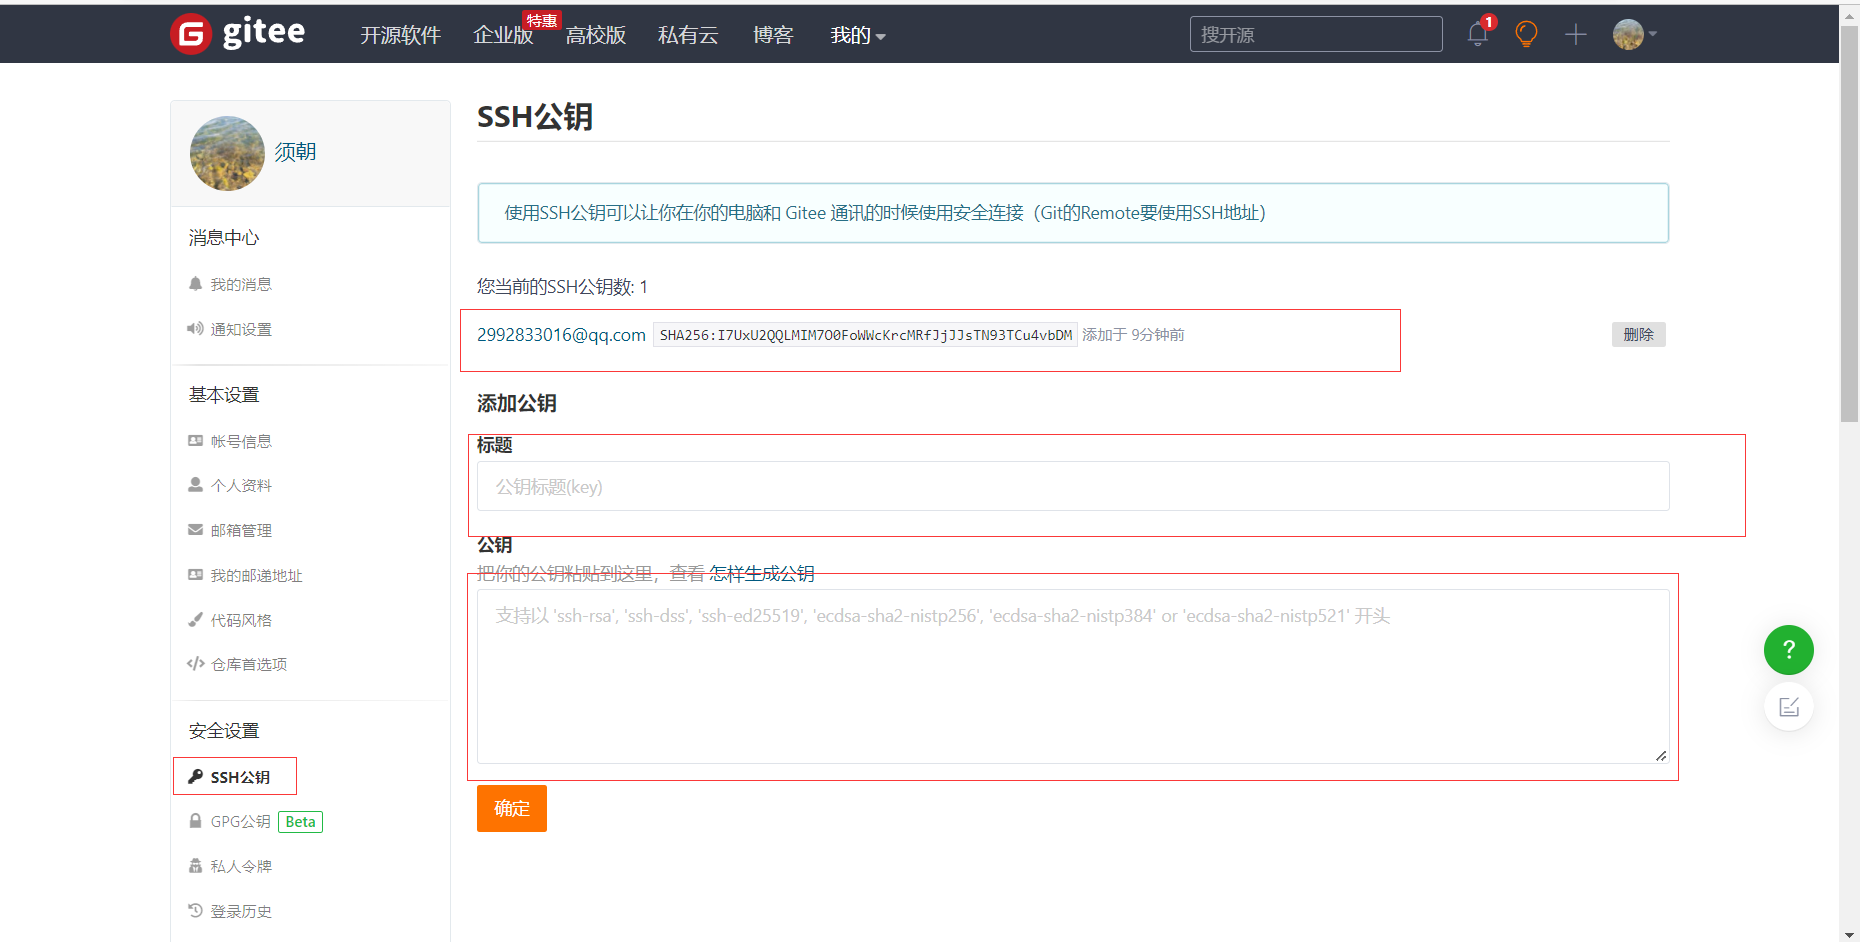 gitee 开源软件 企业版 特惠 高校版 私有云 博客 我的 搜开源 1
须朝
消息中心
我的消息
通知设置
基本设置
帐号信息
个人资料
邮箱管理
我的邮递地址
代码风格
仓库首选项
安全设置
SSH公钥
GPG公钥 Beta
私人令牌
登录历史
SSH公钥
使用SSH公钥可以让你在你的电脑和 Gitee 通讯的时候使用安全连接（Git的Remote要使用SSH地址）
您当前的SSH公钥数: 1
2992833016@qq.com SHA256:I7UxU2QQLMIM7O0FoWWcKrcMRfJjJJsTN93TCu4vbDM 添加于 9分钟前 删除
添加公钥
标题
公钥标题(key)
公钥
把你的公钥粘贴到这里，查看 怎样生成公钥
支持以 'ssh-rsa', 'ssh-dss', 'ssh-ed25519', 'ecdsa-sha2-nistp256', 'ecdsa-sha2-nistp384' or 'ecdsa-sha2-nistp521' 开头
确定
?